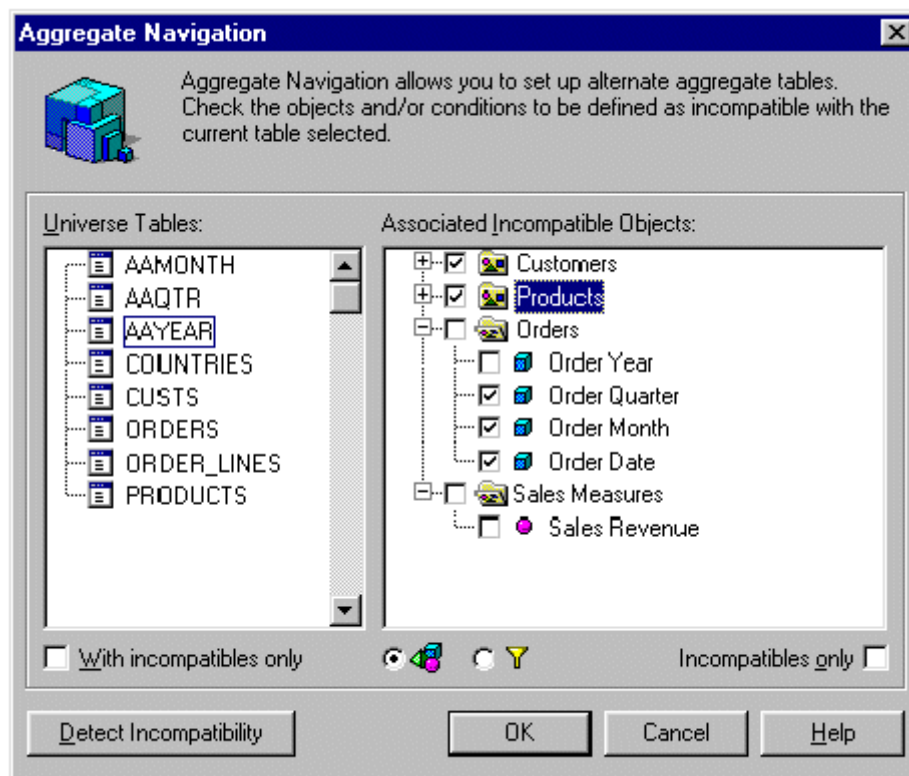 Aggregate Navigation
Aggregate Navigation allows you to set up alternate aggregate tables.
Check the objects and/or conditions to be defined as incompatible with the
current table selected.
Universe Tables:
AAMONTH
AAQTR
AAYEAR
COUNTRIES
CUSTS
ORDERS
ORDER_LINES
PRODUCTS
Associated Incompatible Objects:
Customers
Products
Orders
Order Year
Order Quarter
Order Month
Order Date
Sales Measures
Sales Revenue
With incompatibles only
Incompatibles only
Detect Incompatibility
OK
Cancel
Help